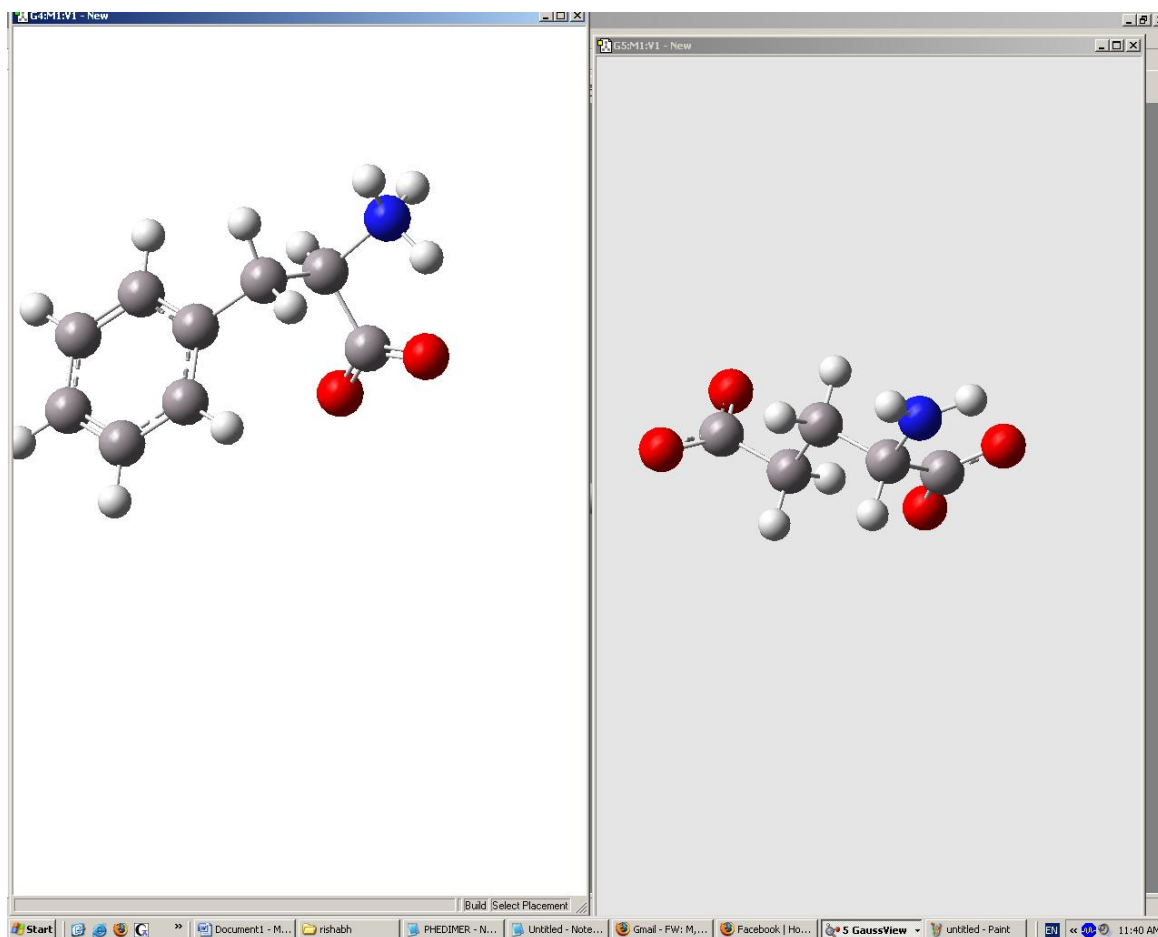 G4:M1:V1 - New
G5:M1:V1 - New
Build Select Placement
Start
»
Document1 - M...
rishabh
PHEDIMER - N...
Untitled - Note...
Gmail - FW: M,...
Facebook | Ho...
5 GaussView
untitled - Paint
EN
«
11:40 AM